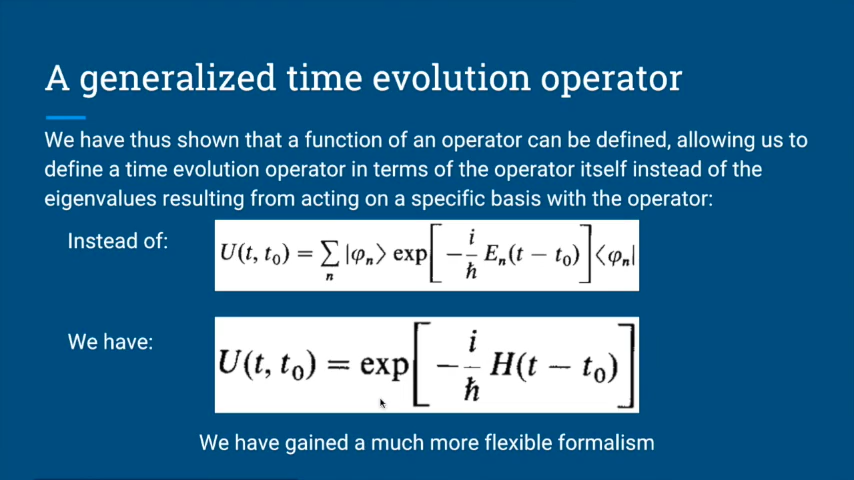 A generalized time evolution operator
We have thus shown that a function of an operator can be defined, allowing us to
define a time evolution operator in terms of the operator itself instead of the
eigenvalues resulting from acting on a specific basis with the operator:
Instead of:
U(t, t₀) = ∑ₙ |φₙ⟩ exp[ −i/ħ Eₙ(t − t₀) ] ⟨φₙ|
We have:
U(t, t₀) = exp[ −i/ħ H(t − t₀) ]
We have gained a much more flexible formalism